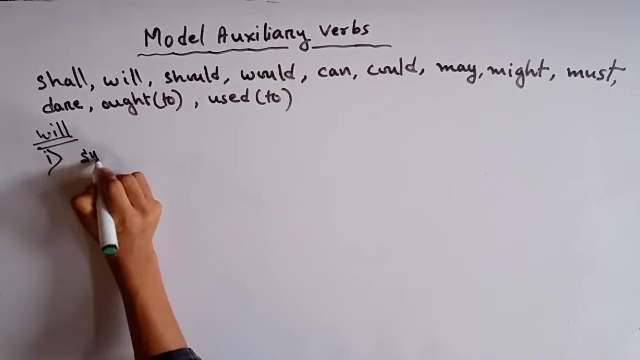 Model Auxiliary Verbs
shall, will, should, would, can, could, may, might, must,
dare, ought (to), used (to)
will
i)